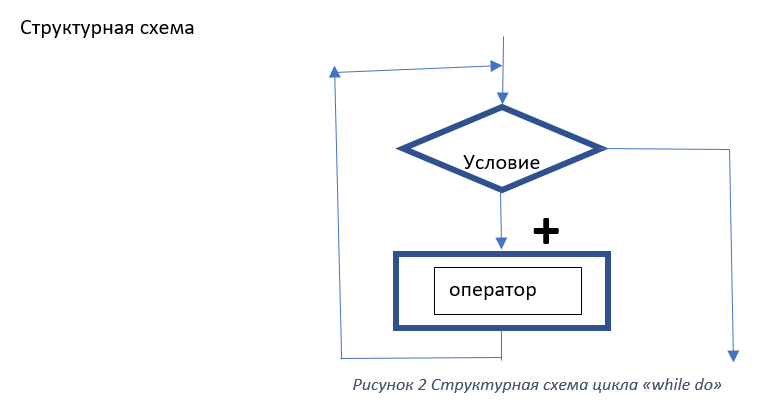 Структурная схема
Условие
+
оператор
Рисунок 2 Структурная схема цикла «while do»